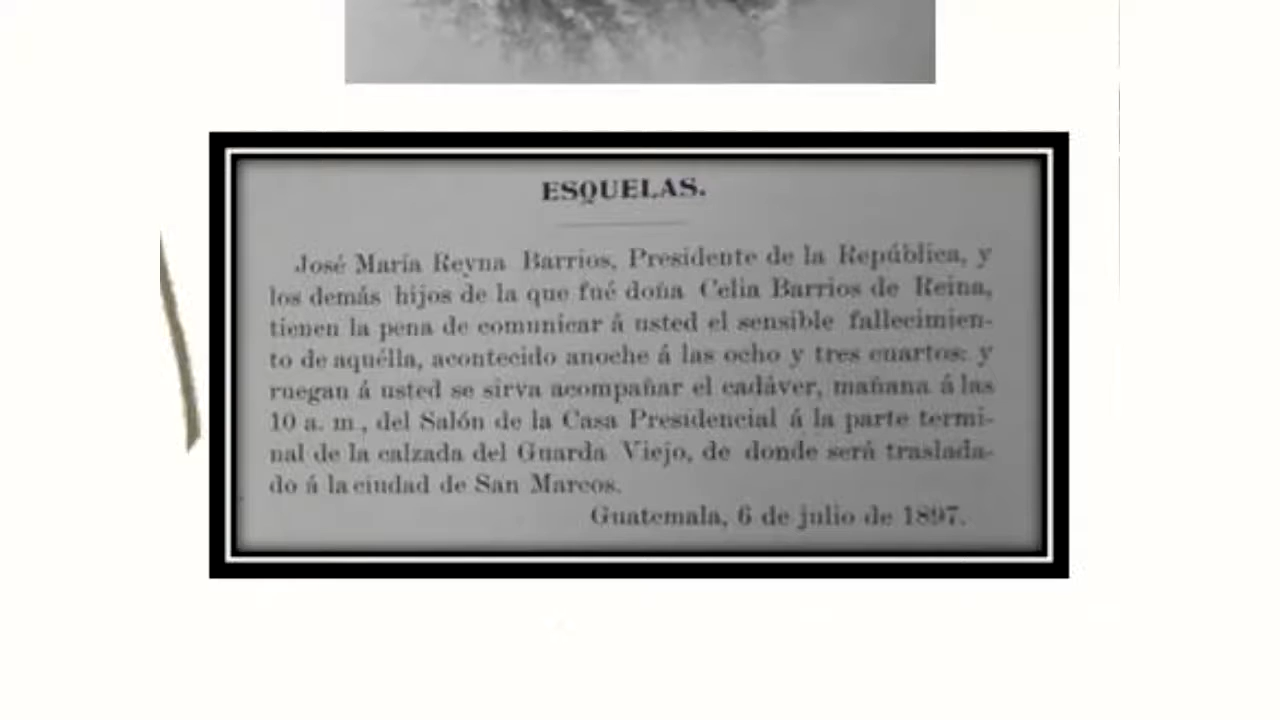 ESQUELAS.
José María Reyna Barrios, Presidente de la República, y
los demás hijos de la que fué doña Celia Barrios de Reina,
tienen la pena de comunicar á usted el sensible fallecimien-
to de aquélla, acontecido anoche á las ocho y tres cuartos; y
ruegan á usted se sirva acompañar el cadáver, mañana á las
10 a. m., del Salón de la Casa Presidencial á la parte termi-
nal de la calzada del Guarda Viejo, de donde será traslada-
do á la ciudad de San Marcos.
Guatemala, 6 de julio de 1897.